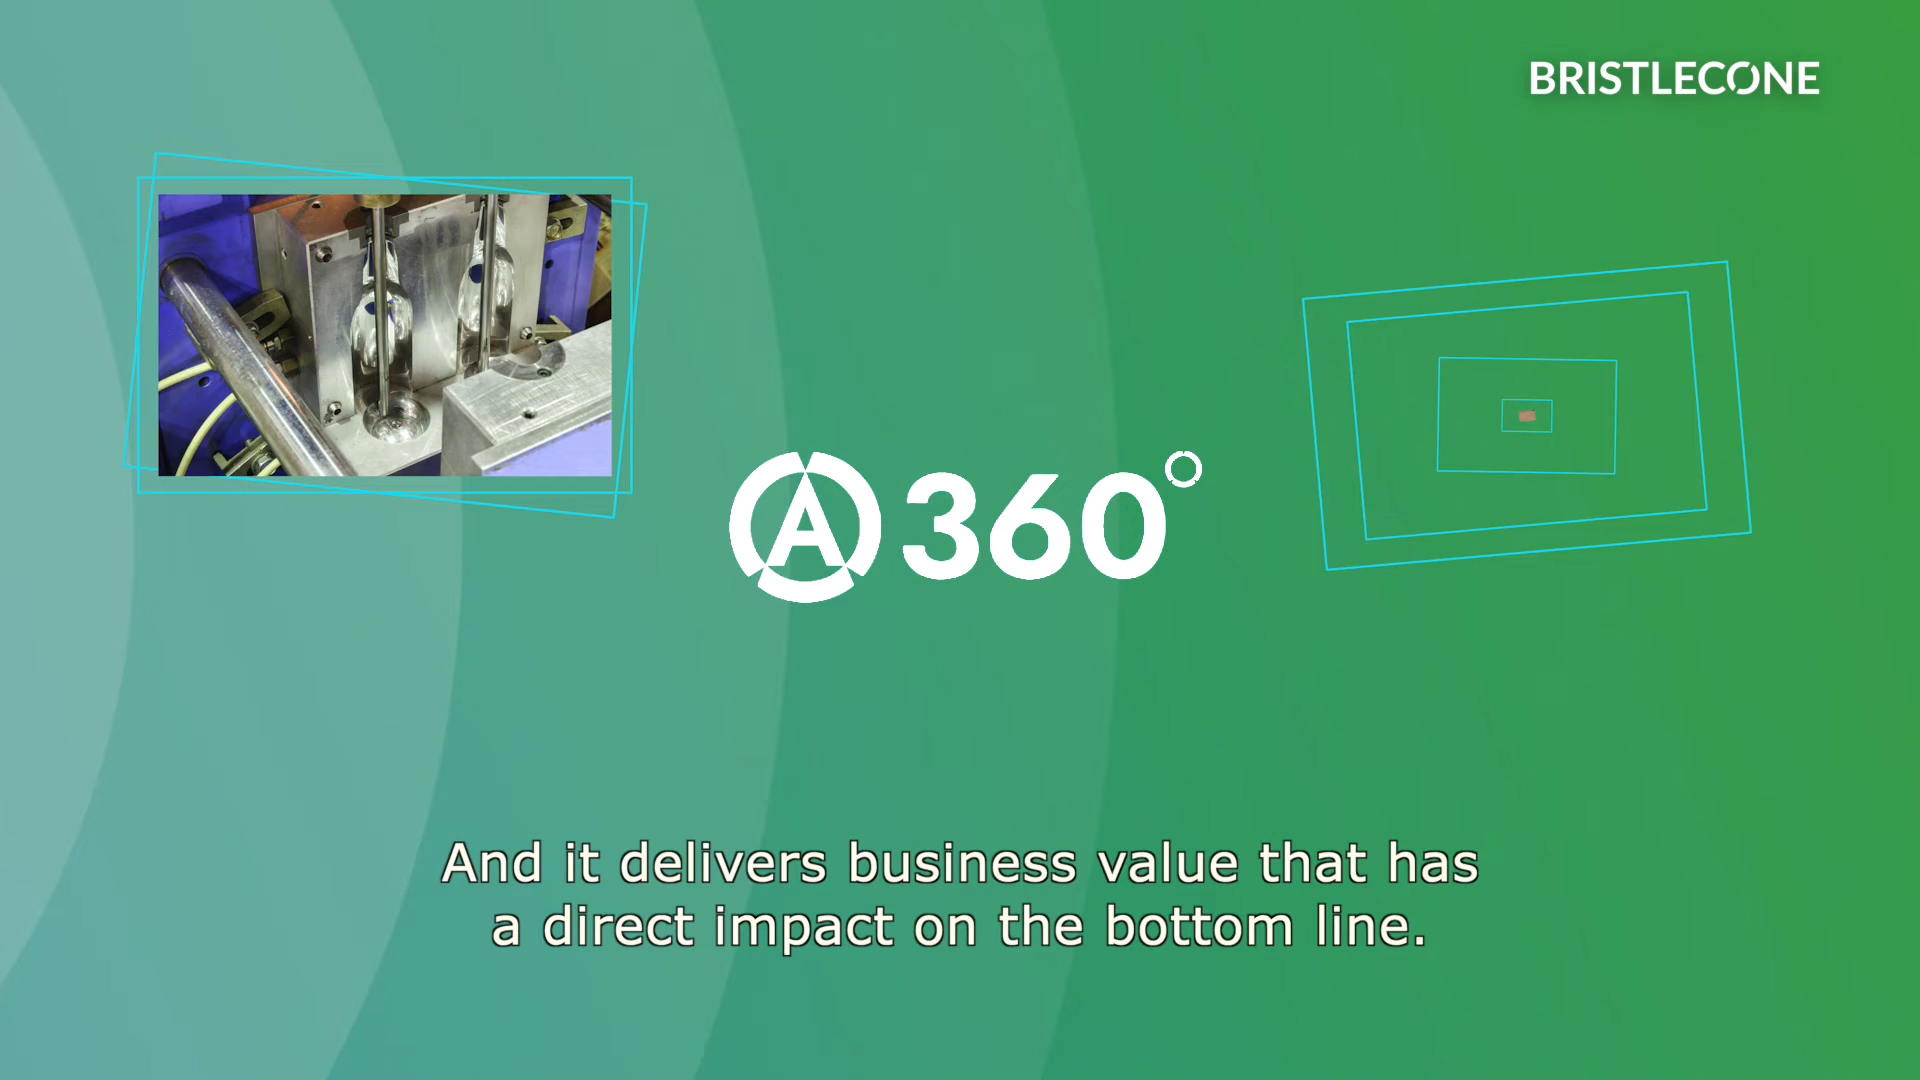 BRISTLECONE
A 360°
And it delivers business value that has
a direct impact on the bottom line.